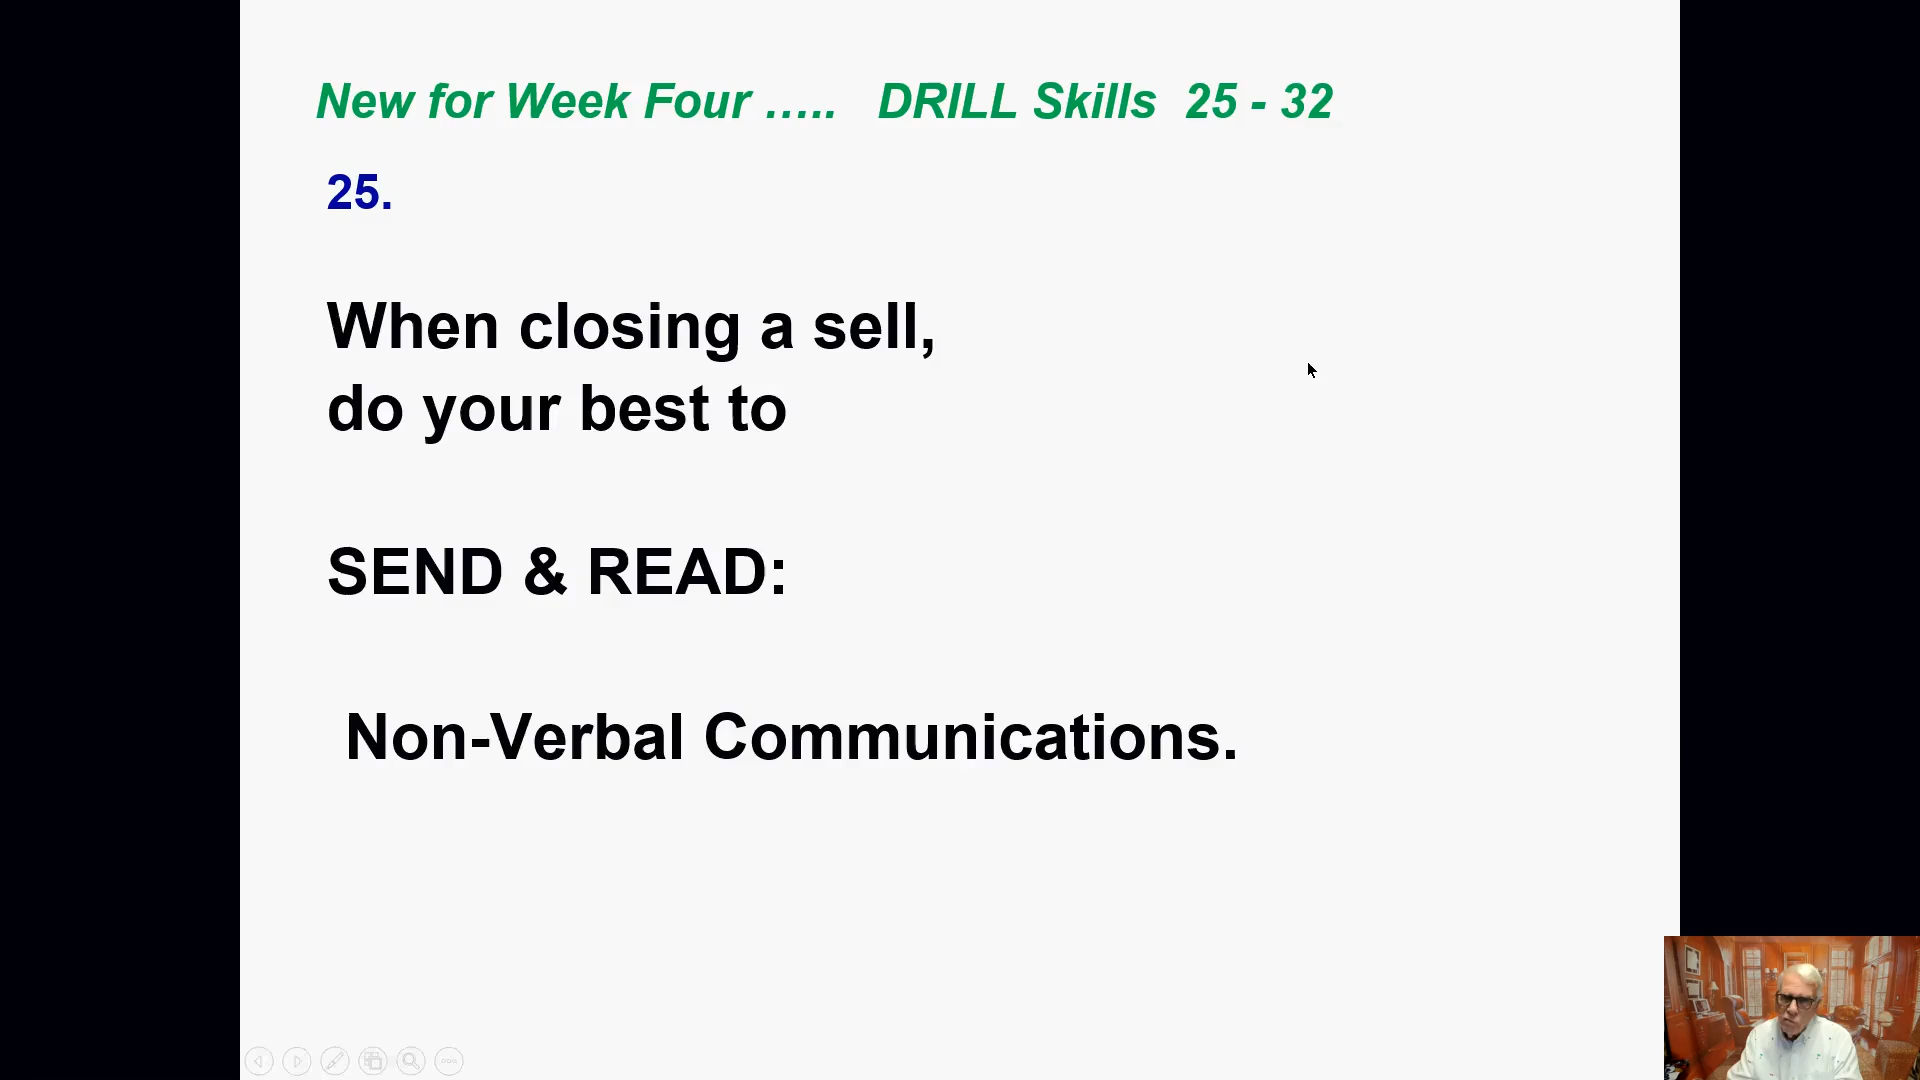 New for Week Four ….. DRILL Skills 25 - 32
25.
When closing a sell,
do your best to
SEND & READ:
Non-Verbal Communications.